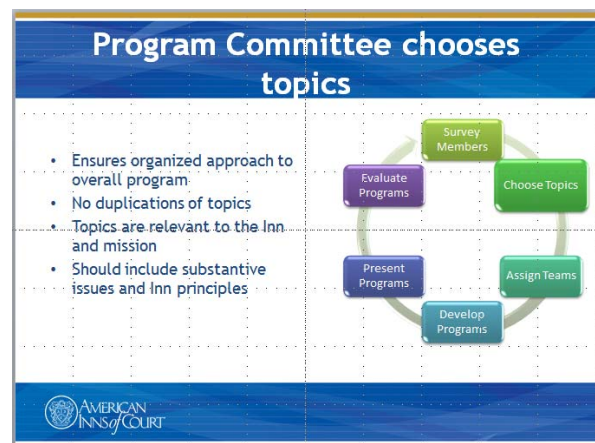 Program Committee chooses
topics
• Ensures organized approach to
overall program
• No duplications of topics
• Topics are relevant to the Inn
and mission
• Should include substantive
issues and Inn principles
Survey
Members
Choose Topics
Assign Teams
Develop
Programs
Present
Programs
Evaluate
Programs
AMERICAN
INNS of COURT